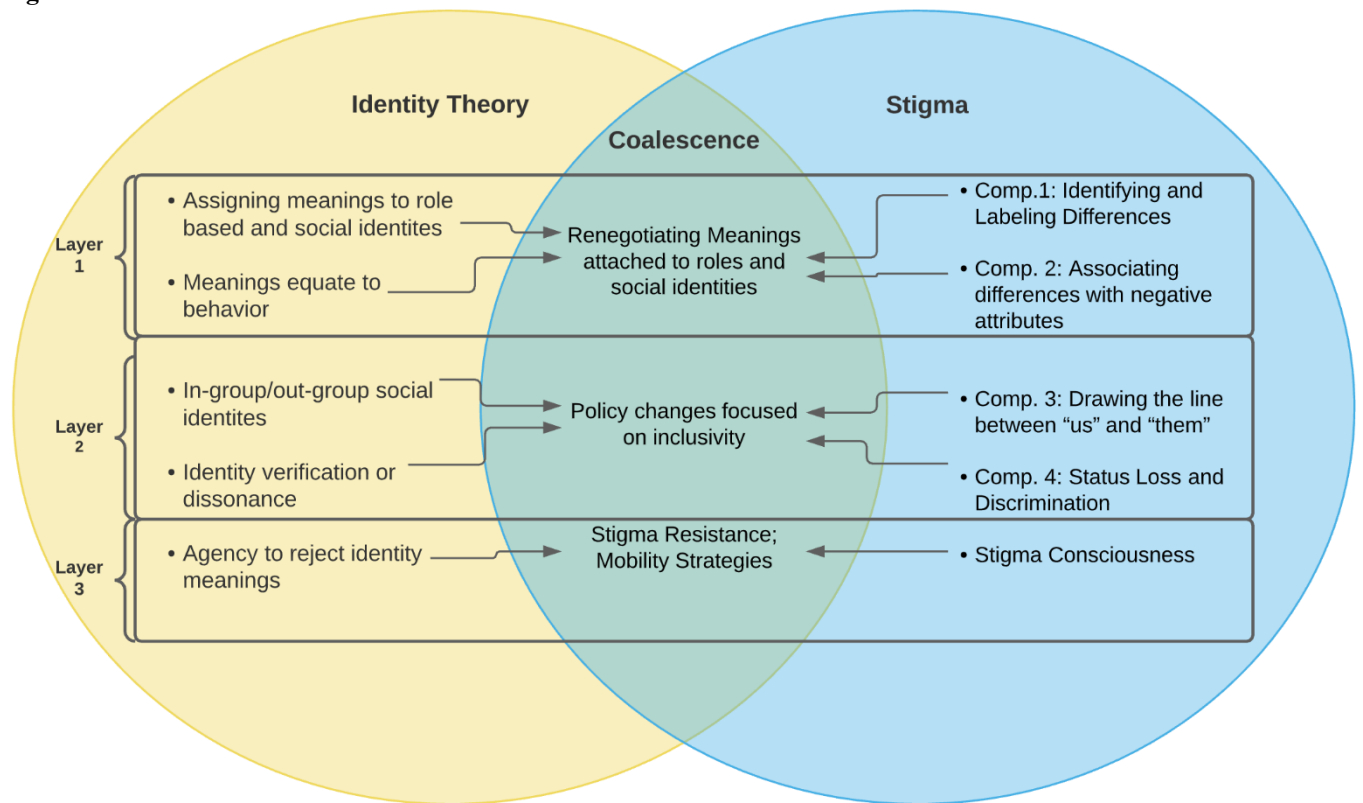 Identity Theory
Stigma
Coalescence
Layer
1
• Assigning meanings to role
based and social identites
• Meanings equate to
behavior
Renegotiating Meanings
attached to roles and
social identities
• Comp.1: Identifying and
Labeling Differences
• Comp. 2: Associating
differences with negative
attributes
Layer
2
• In-group/out-group social
identites
• Identity verification or
dissonance
Policy changes focused
on inclusivity
• Comp. 3: Drawing the line
between “us” and “them”
• Comp. 4: Status Loss and
Discrimination
Layer
3
• Agency to reject identity
meanings
Stigma Resistance;
Mobility Strategies
• Stigma Consciousness